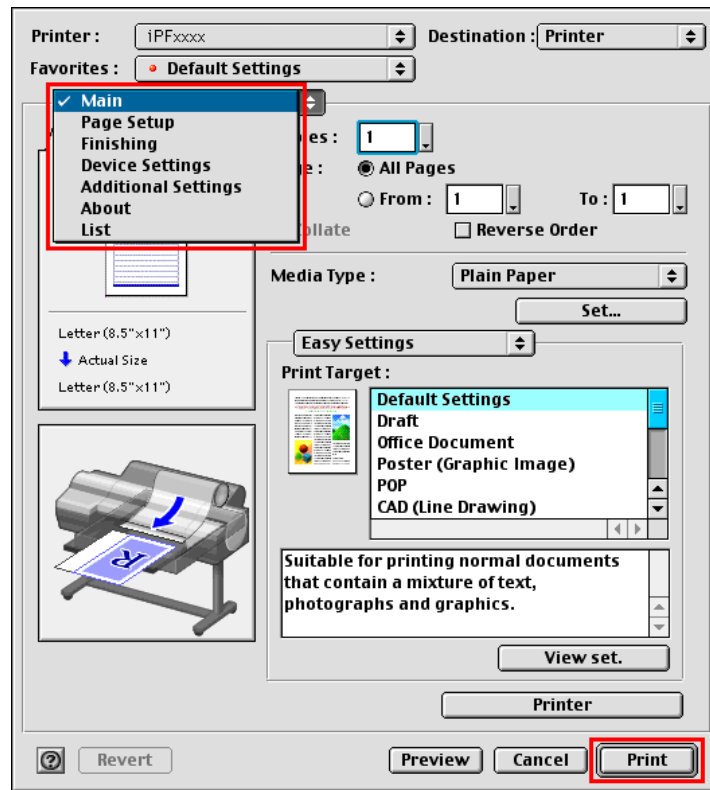 Printer : iPFxxxx Destination : Printer
Favorites : Default Settings
✓ Main
Page Setup
Finishing
Device Settings
Additional Settings
About
List
es : 1
e : All Pages
From : 1 To : 1
ollate Reverse Order
Media Type : Plain Paper
Set...
Letter (8.5"x11")
Actual Size
Letter (8.5"x11")
Easy Settings
Print Target :
Default Settings
Draft
Office Document
Poster (Graphic Image)
POP
CAD (Line Drawing)
R
Suitable for printing normal documents
that contain a mixture of text,
photographs and graphics.
View set.
Printer
? Revert Preview Cancel Print